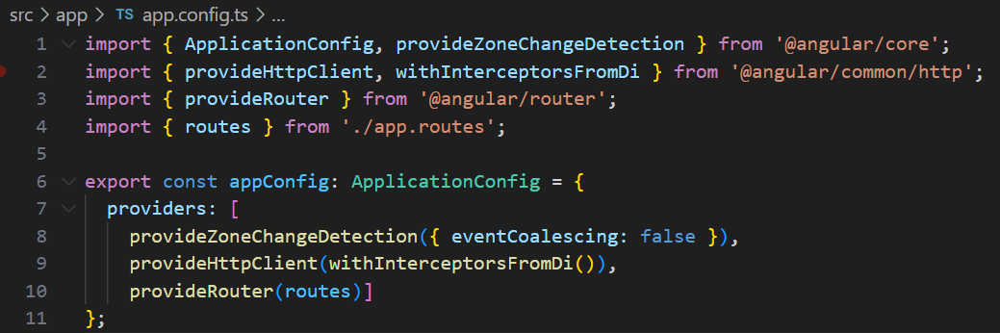 src > app > TS app.config.ts > ...
1 import { ApplicationConfig, provideZoneChangeDetection } from '@angular/core';
2 import { provideHttpClient, withInterceptorsFromDi } from '@angular/common/http';
3 import { provideRouter } from '@angular/router';
4 import { routes } from './app.routes';
5
6 export const appConfig: ApplicationConfig = {
7   providers: [
8     provideZoneChangeDetection({ eventCoalescing: false }),
9     provideHttpClient(withInterceptorsFromDi()),
10     provideRouter(routes)]
11 };